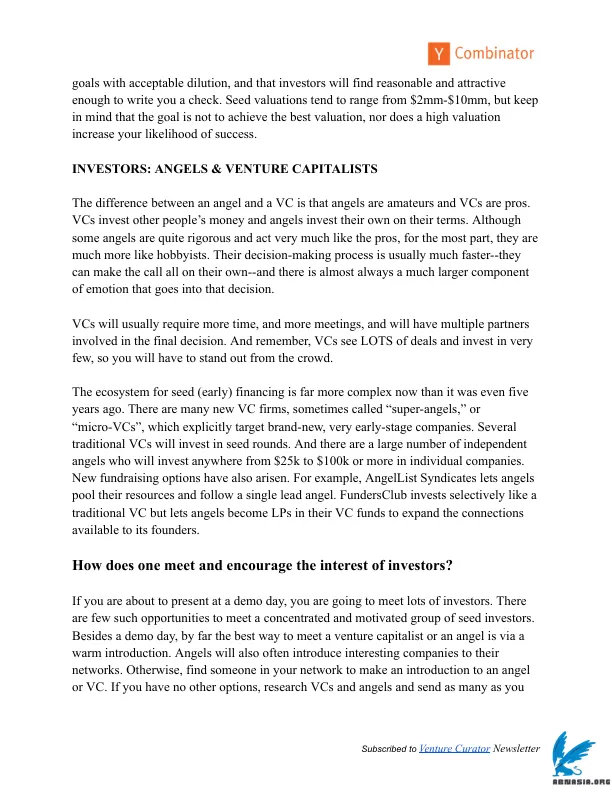 Y Combinator
goals with acceptable dilution, and that investors will find reasonable and attractive
enough to write you a check. Seed valuations tend to range from $2mm-$10mm, but keep
in mind that the goal is not to achieve the best valuation, nor does a high valuation
increase your likelihood of success.
INVESTORS: ANGELS & VENTURE CAPITALISTS
The difference between an angel and a VC is that angels are amateurs and VCs are pros.
VCs invest other people’s money and angels invest their own on their terms. Although
some angels are quite rigorous and act very much like the pros, for the most part, they are
much more like hobbyists. Their decision-making process is usually much faster--they
can make the call all on their own--and there is almost always a much larger component
of emotion that goes into that decision.
VCs will usually require more time, and more meetings, and will have multiple partners
involved in the final decision. And remember, VCs see LOTS of deals and invest in very
few, so you will have to stand out from the crowd.
The ecosystem for seed (early) financing is far more complex now than it was even five
years ago. There are many new VC firms, sometimes called “super-angels,” or
“micro-VCs”, which explicitly target brand-new, very early-stage companies. Several
traditional VCs will invest in seed rounds. And there are a large number of independent
angels who will invest anywhere from $25k to $100k or more in individual companies.
New fundraising options have also arisen. For example, AngelList Syndicates lets angels
pool their resources and follow a single lead angel. FundersClub invests selectively like a
traditional VC but lets angels become LPs in their VC funds to expand the connections
available to its founders.
How does one meet and encourage the interest of investors?
If you are about to present at a demo day, you are going to meet lots of investors. There
are few such opportunities to meet a concentrated and motivated group of seed investors.
Besides a demo day, by far the best way to meet a venture capitalist or an angel is via a
warm introduction. Angels will also often introduce interesting companies to their
networks. Otherwise, find someone in your network to make an introduction to an angel
or VC. If you have no other options, research VCs and angels and send as many as you
Subscribed to Venture Curator Newsletter
ABNASIA.ORG